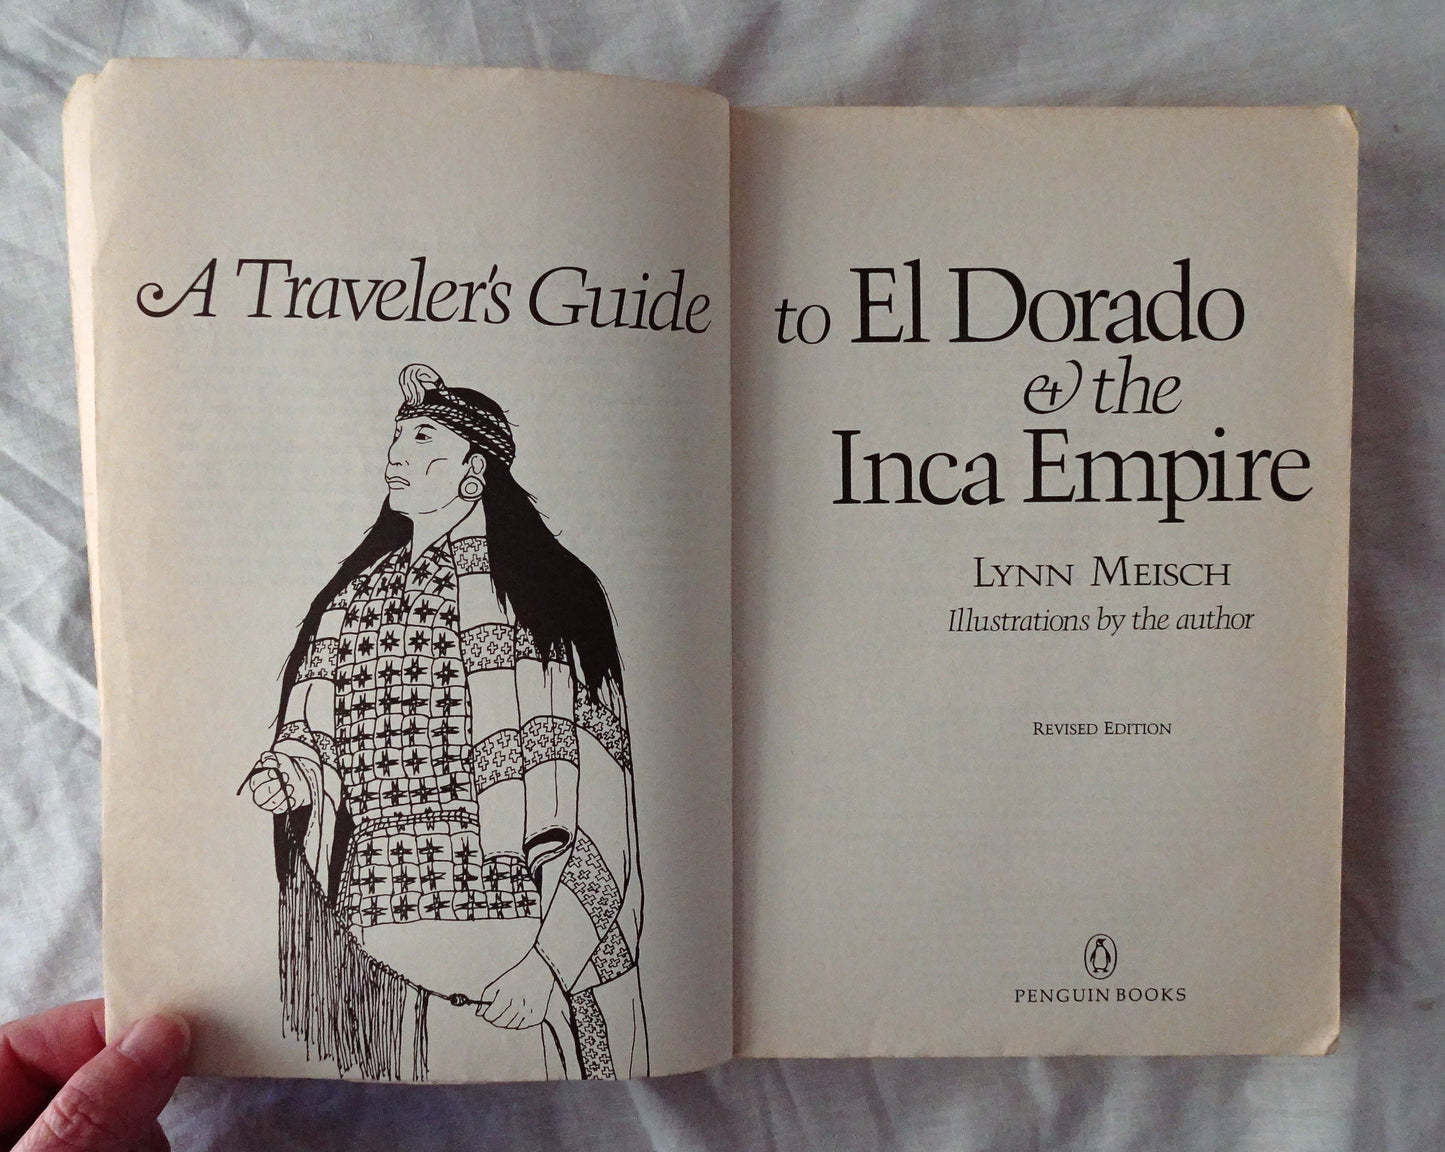 A Traveler's Guide to El Dorado
& the
Inca Empire
LYNN MEISCH
Illustrations by the author
REVISED EDITION
PENGUIN BOOKS